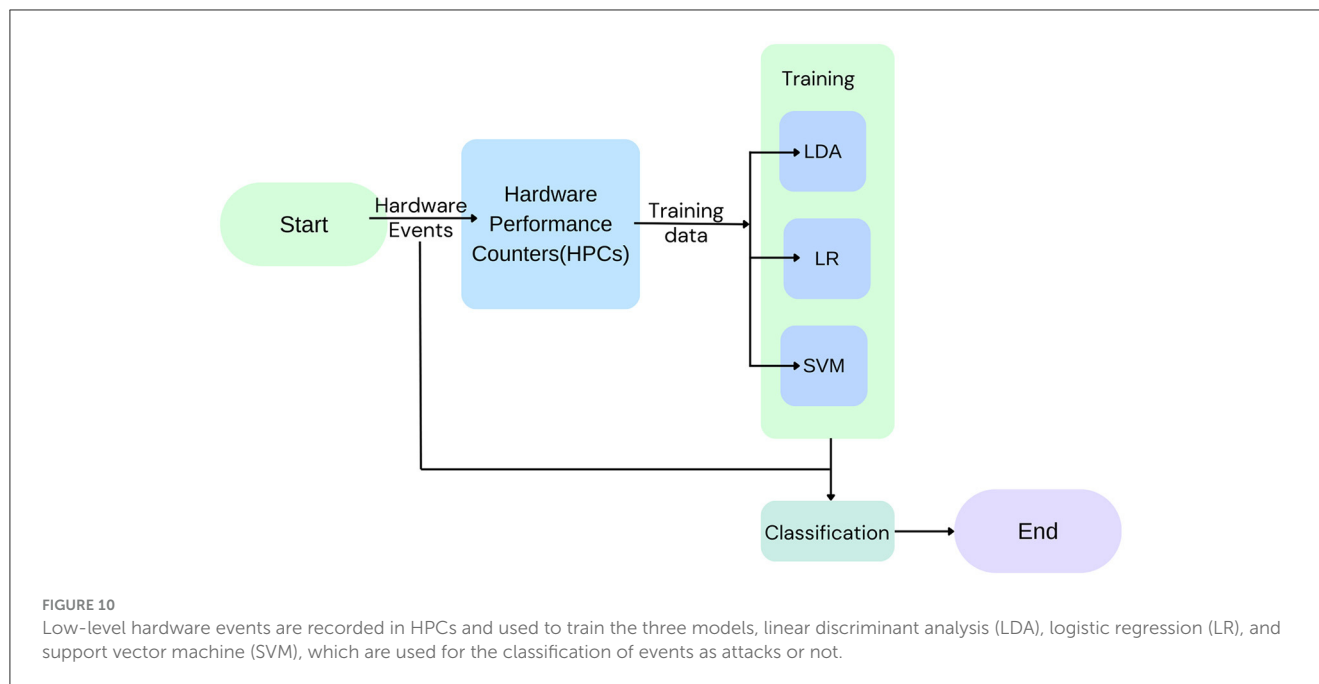 Training
LDA
Hardware
Performance
Counters(HPCs)
Hardware
Events
Start
Training
data
LR
SVM
Classification
End
FIGURE 10
Low-level hardware events are recorded in HPCs and used to train the three models, linear discriminant analysis (LDA), logistic regression (LR), and
support vector machine (SVM), which are used for the classification of events as attacks or not.